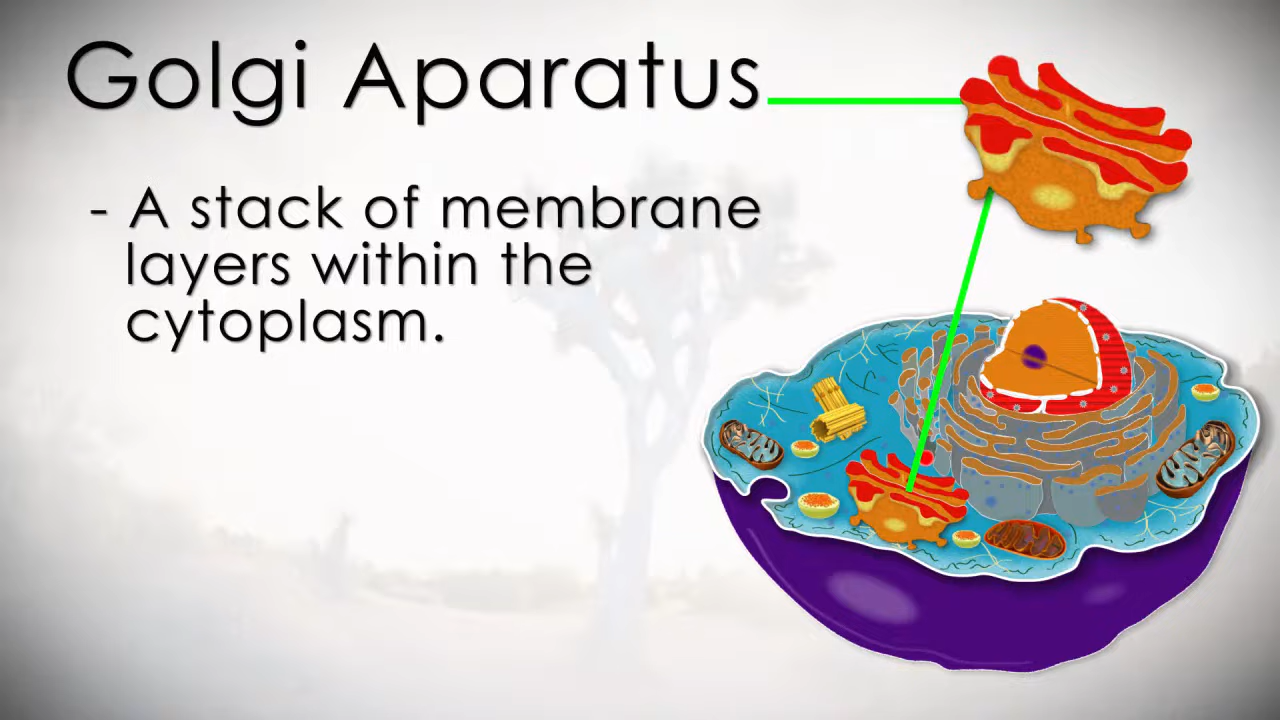 Golgi Aparatus
- A stack of membrane
layers within the
cytoplasm.